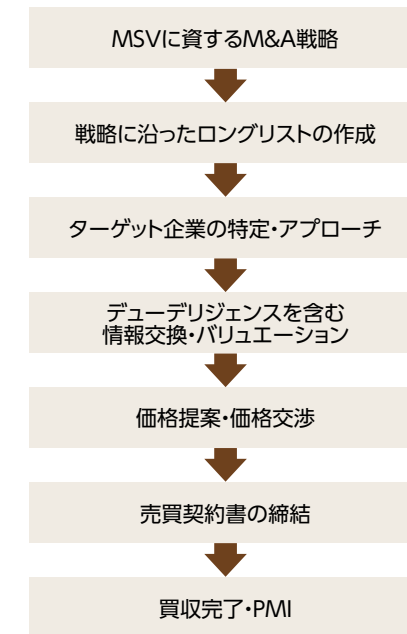 MSVに資するM&A戦略
戦略に沿ったロングリストの作成
ターゲット企業の特定・アプローチ
デューデリジェンスを含む
情報交換・バリュエーション
価格提案・価格交渉
売買契約書の締結
買収完了・PMI